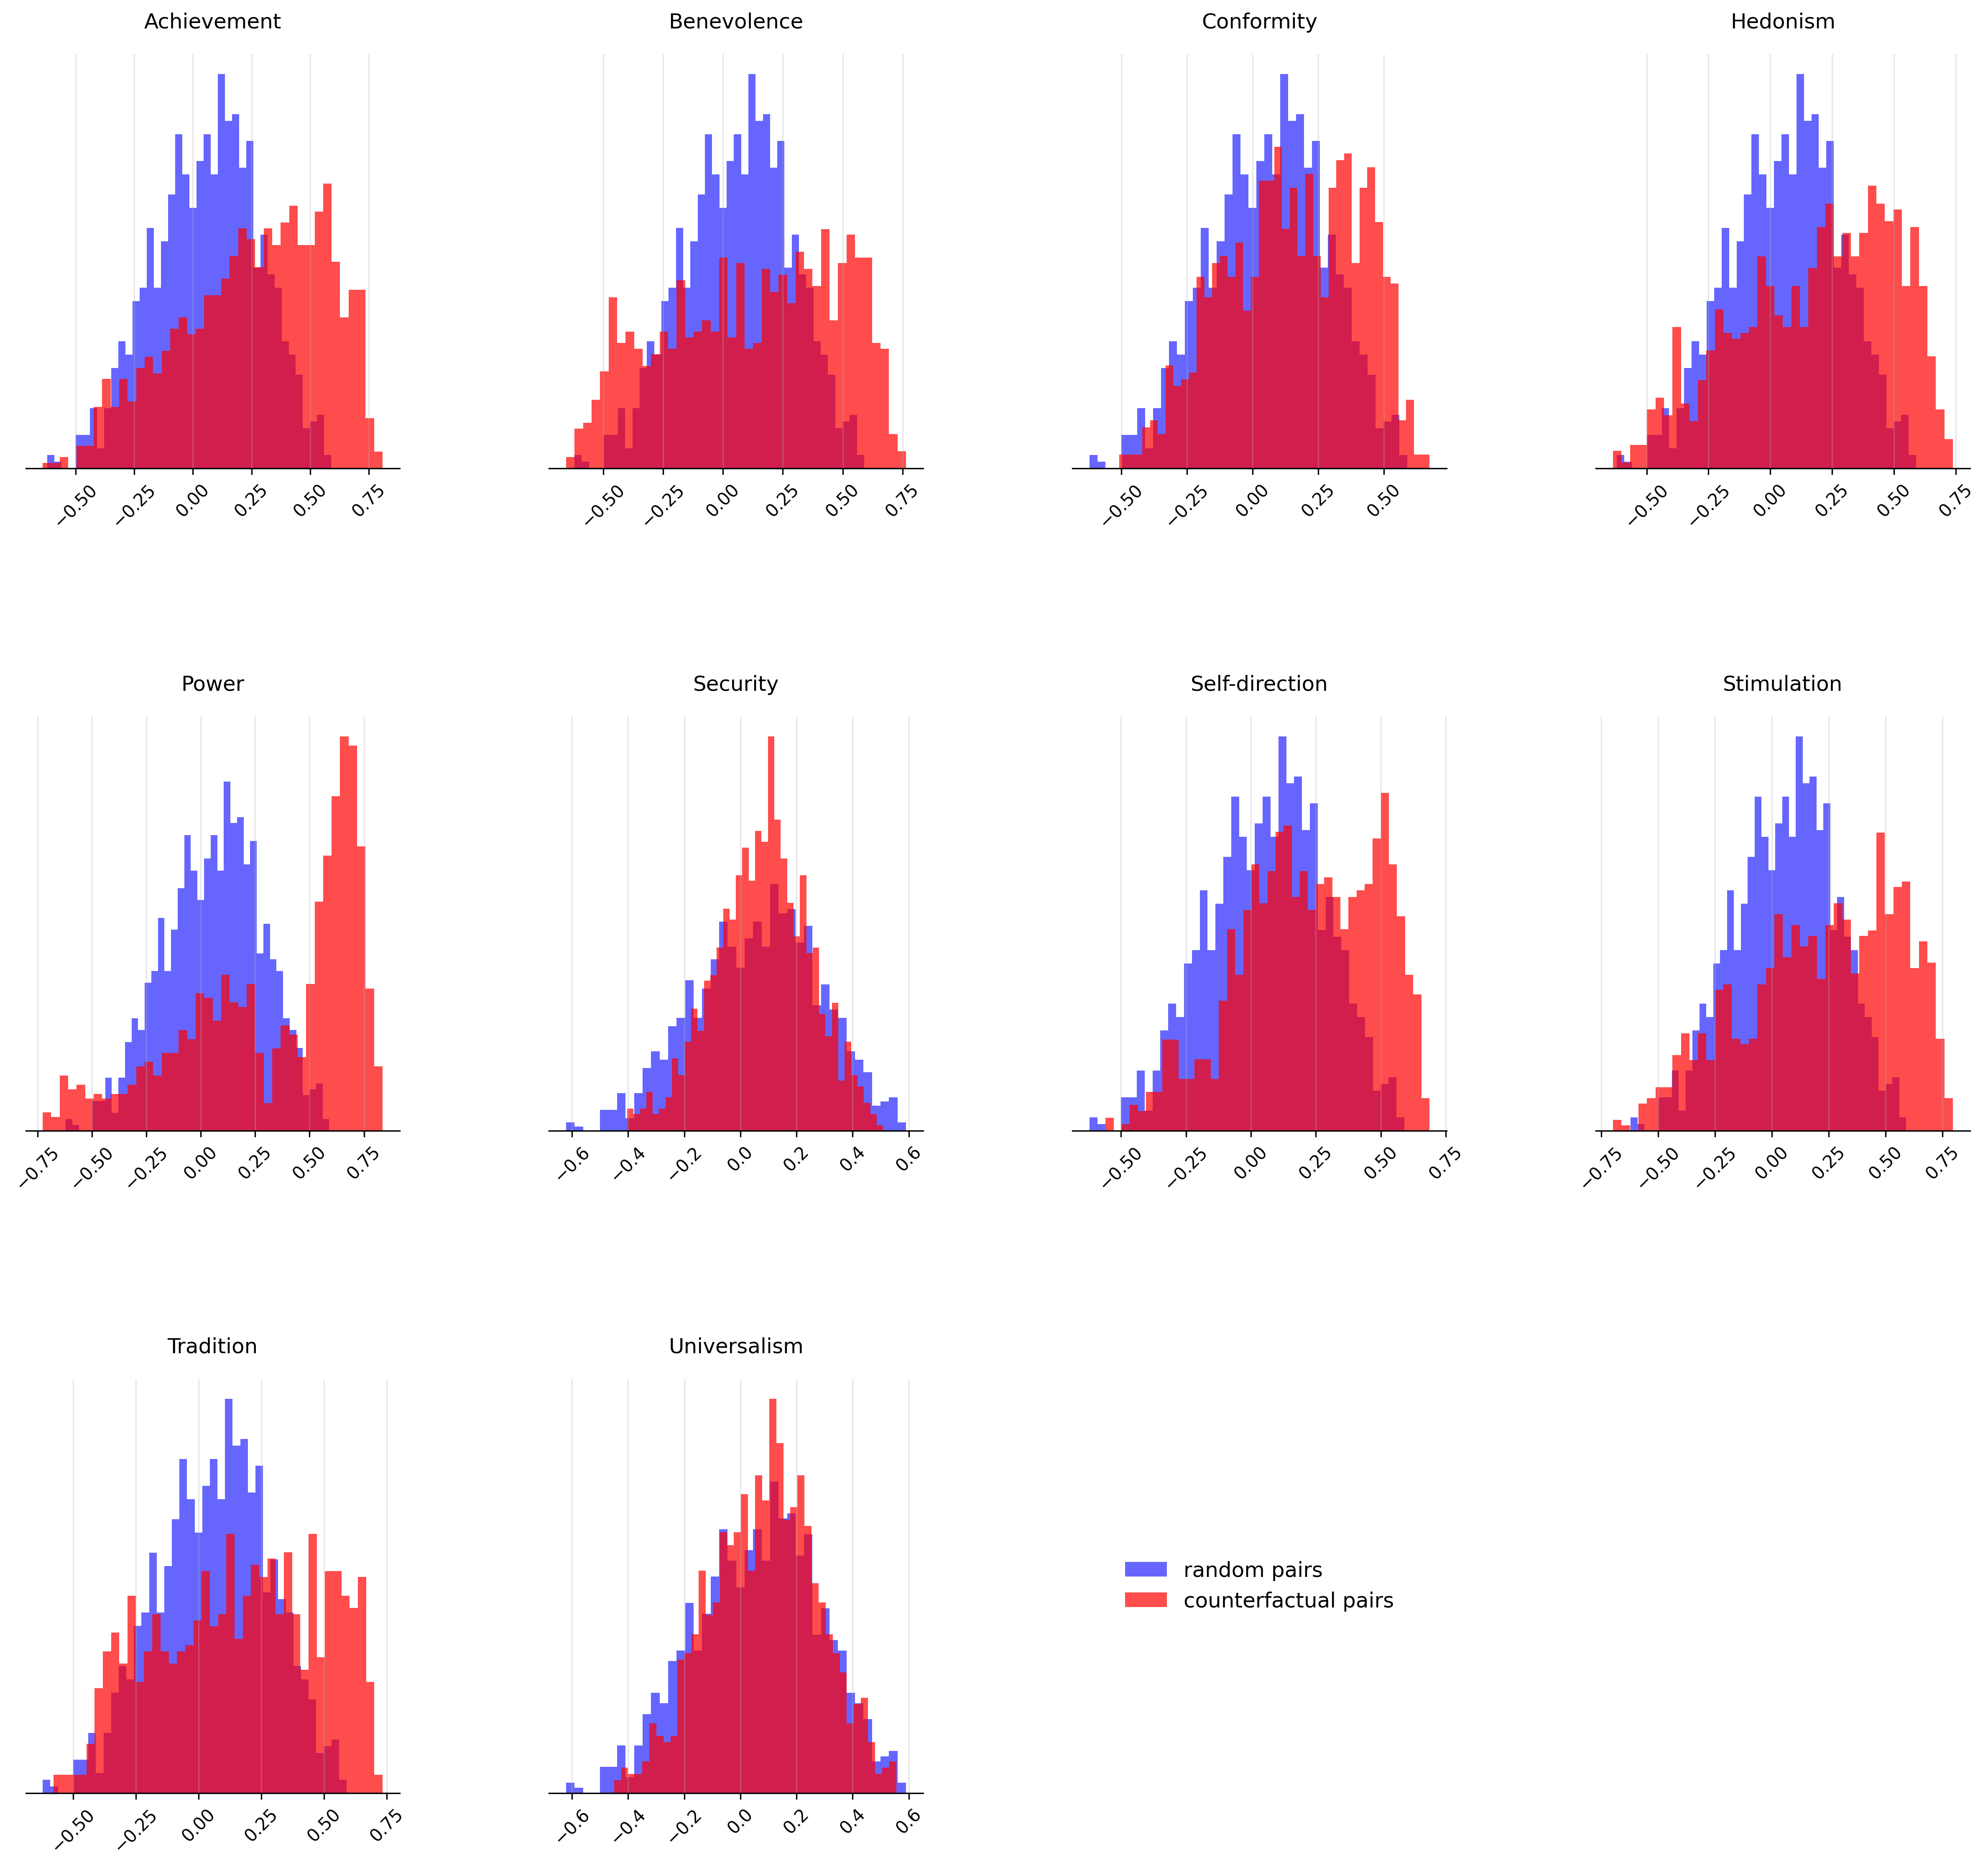 Achievement Benevolence Conformity Hedonism
−0.50 −0.25 0.00 0.25 0.50 0.75 −0.50 −0.25 0.00 0.25 0.50 0.75 −0.50 −0.25 0.00 0.25 0.50 −0.50 −0.25 0.00 0.25 0.50 0.75
Power Security Self-direction Stimulation
−0.75 −0.50 −0.25 0.00 0.25 0.50 0.75 −0.6 −0.4 −0.2 0.0 0.2 0.4 0.6 −0.50 −0.25 0.00 0.25 0.50 0.75 −0.75 −0.50 −0.25 0.00 0.25 0.50 0.75
Tradition Universalism
random pairs
counterfactual pairs
−0.50 −0.25 0.00 0.25 0.50 0.75 −0.6 −0.4 −0.2 0.0 0.2 0.4 0.6